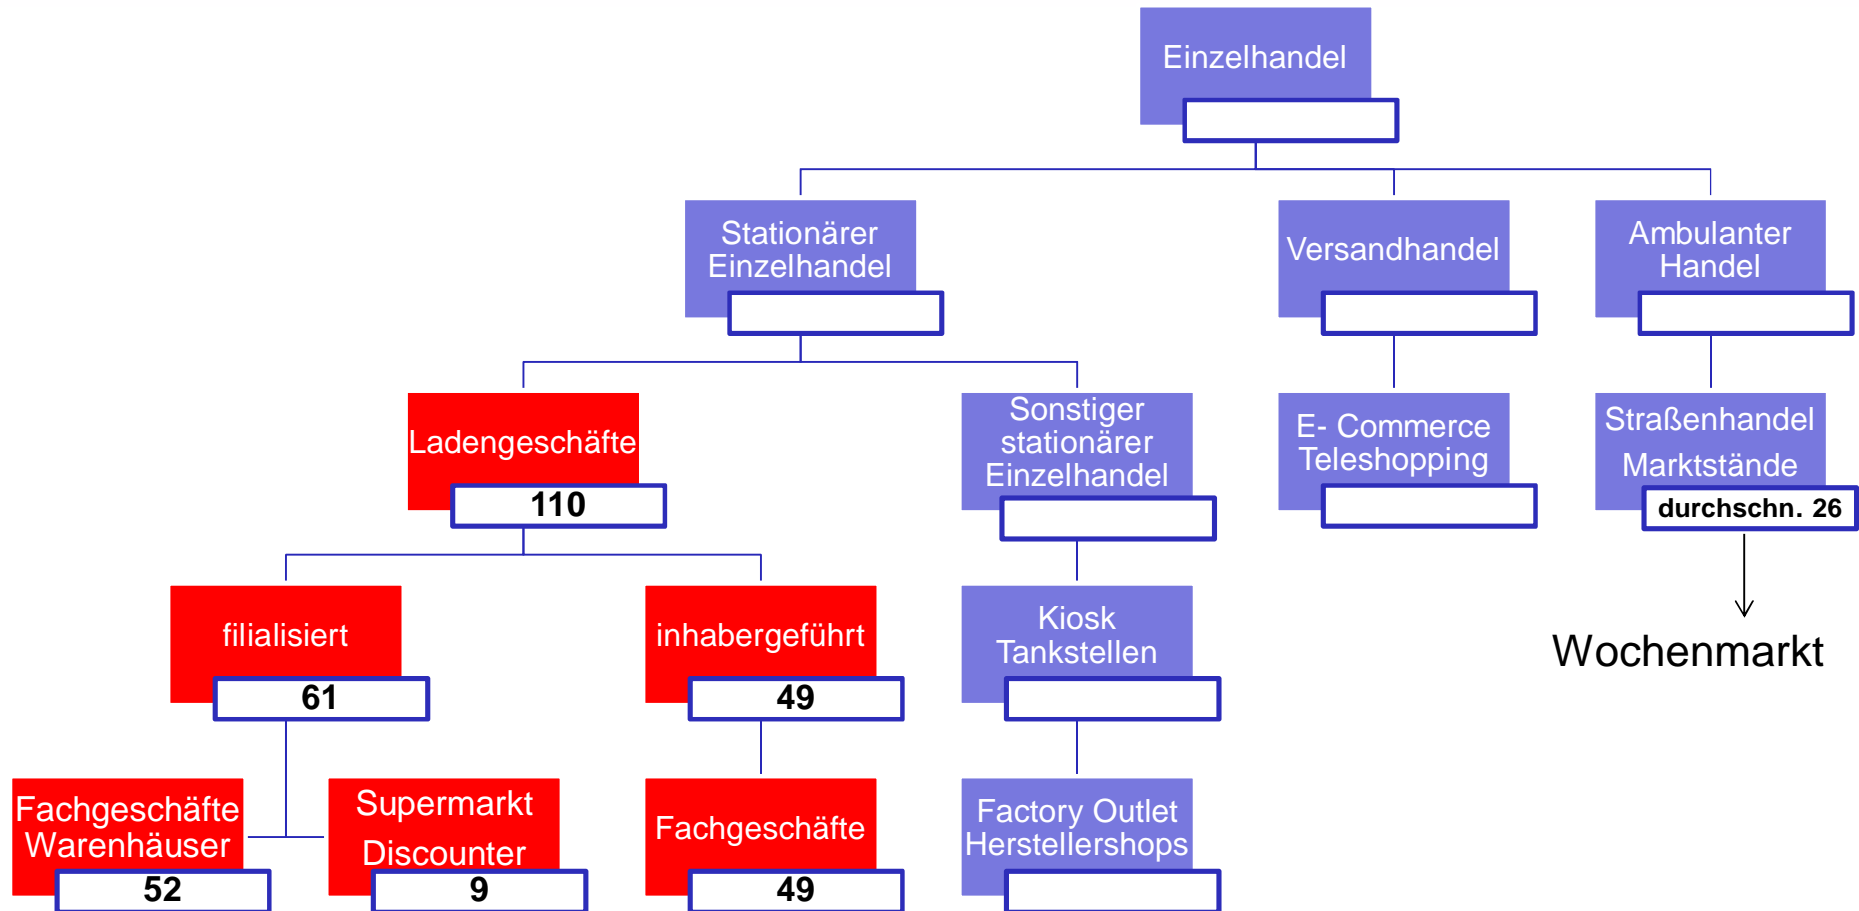 Einzelhandel
Stationärer
Einzelhandel
Versandhandel
Ambulanter
Handel
Ladengeschäfte
110
Sonstiger
stationärer
Einzelhandel
E- Commerce
Teleshopping
Straßenhandel
Marktstände
durchschn. 26
filialisiert
61
inhabergeführt
49
Kiosk
Tankstellen
Wochenmarkt
Fachgeschäfte
Warenhäuser
52
Supermarkt
Discounter
9
Fachgeschäfte
49
Factory Outlet
Herstellershops